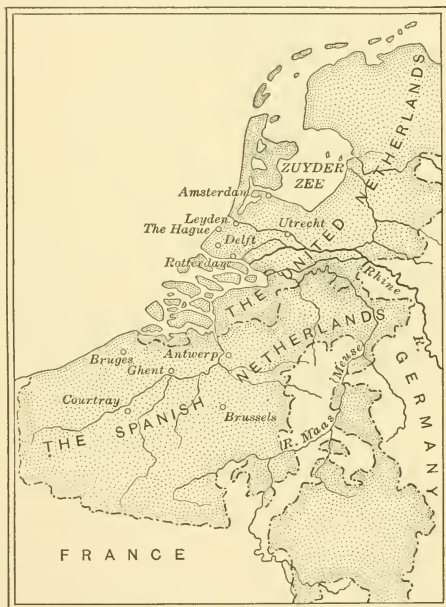 ZUYDER
ZEE
THE UNITED NETHERLANDS
Amsterdam
Leyden
The Hague
Utrecht
Delft
Rotterdam
Rhine
R.
GERMANY
THE SPANISH NETHERLANDS
Bruges
Antwerp
Ghent
(Meuse)
Courtray
Brussels
(R. Maas
FRANCE